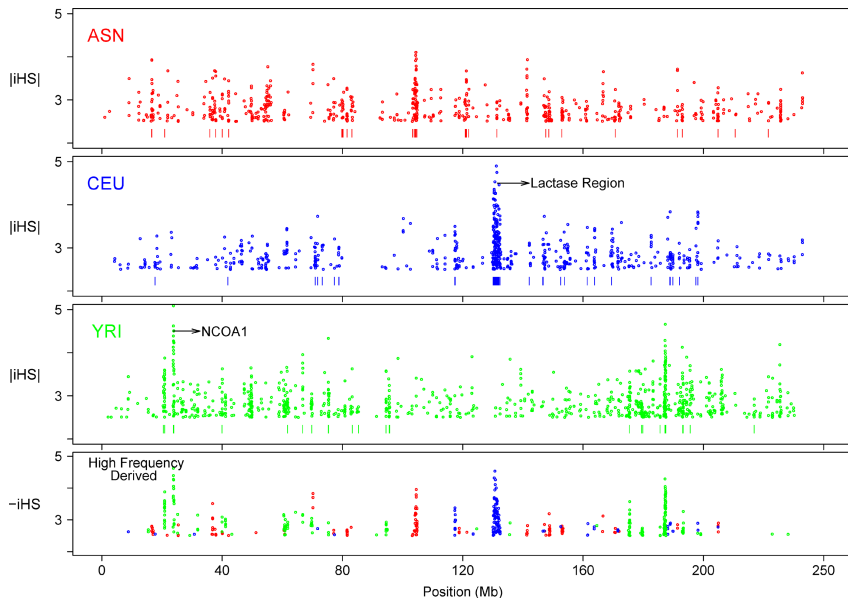 5
ASN
|iHS|
3
5
CEU
Lactase Region
|iHS|
3
5
YRI
NCOA1
|iHS|
3
5
High Frequency
Derived
−iHS
3
0 40 80 120 160 200 250
Position (Mb)